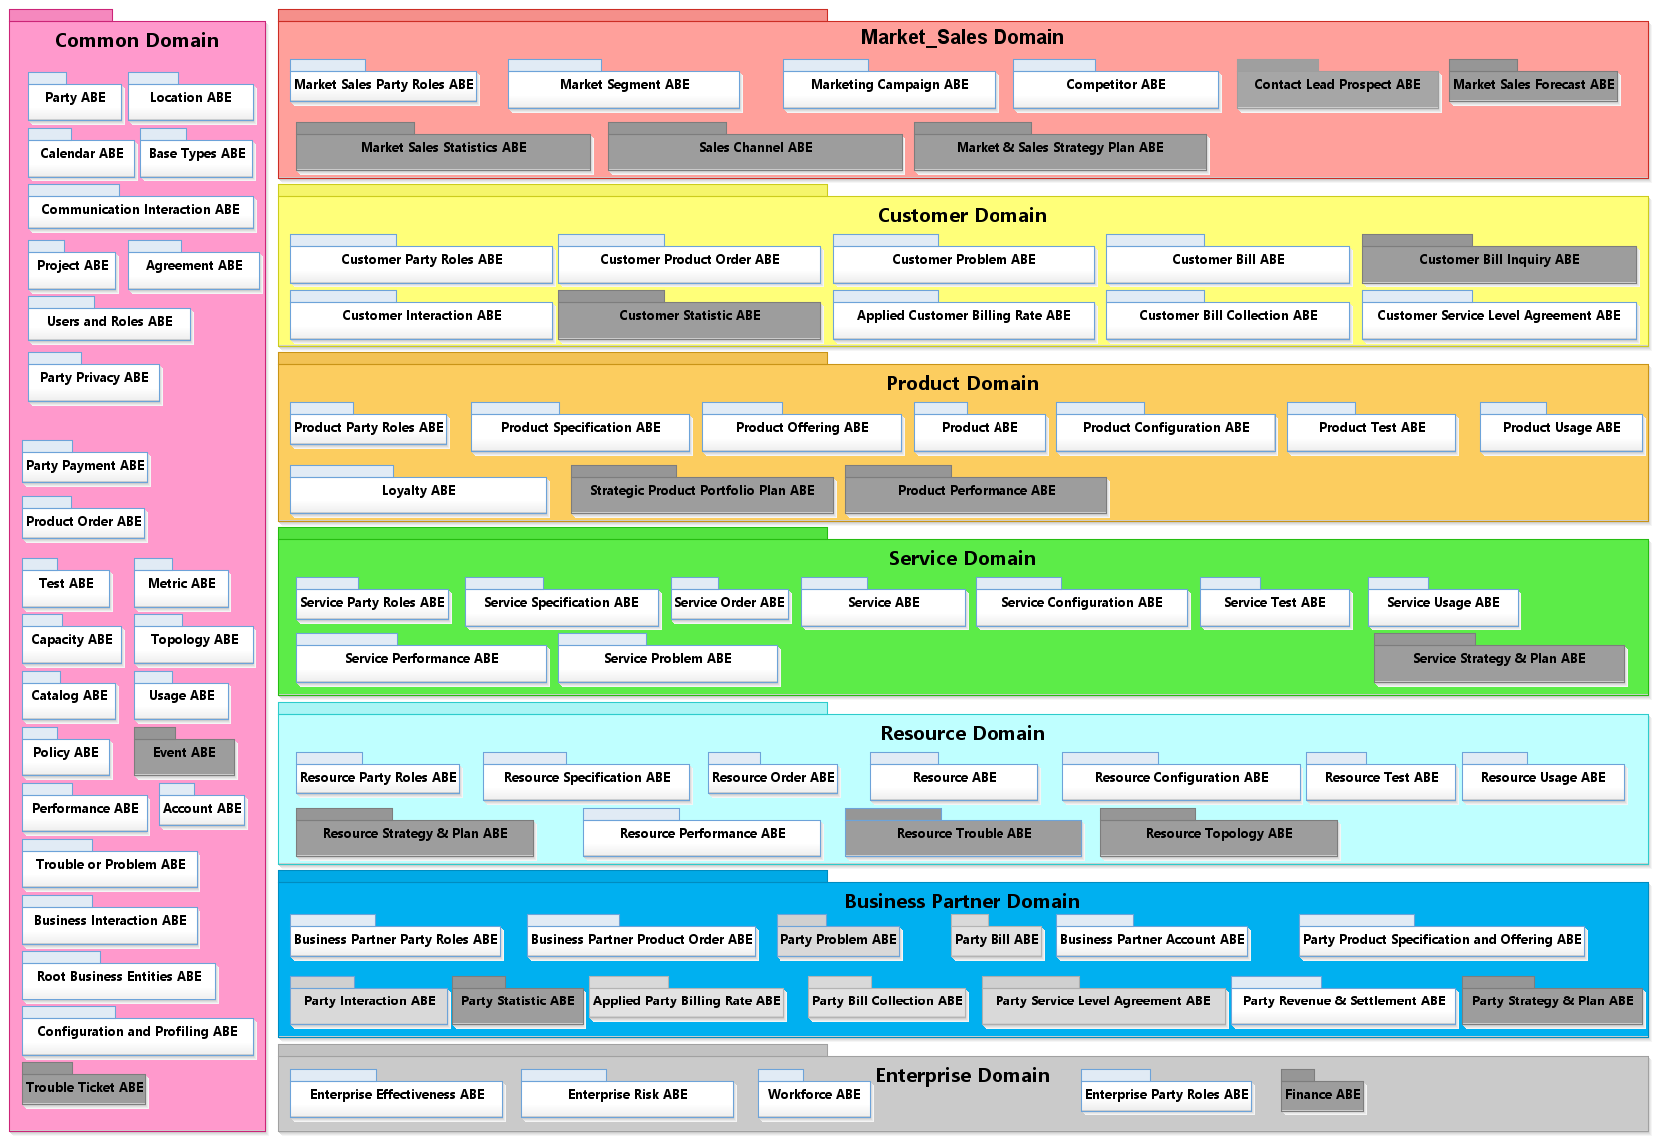 Common Domain
Party ABE
Location ABE
Calendar ABE
Base Types ABE
Communication Interaction ABE
Project ABE
Agreement ABE
Users and Roles ABE
Party Privacy ABE
Party Payment ABE
Product Order ABE
Test ABE
Metric ABE
Capacity ABE
Topology ABE
Catalog ABE
Usage ABE
Policy ABE
Event ABE
Performance ABE
Account ABE
Trouble or Problem ABE
Business Interaction ABE
Root Business Entities ABE
Configuration and Profiling ABE
Trouble Ticket ABE
Market_Sales Domain
Market Sales Party Roles ABE
Market Segment ABE
Marketing Campaign ABE
Competitor ABE
Contact Lead Prospect ABE
Market Sales Forecast ABE
Market Sales Statistics ABE
Sales Channel ABE
Market & Sales Strategy Plan ABE
Customer Domain
Customer Party Roles ABE
Customer Product Order ABE
Customer Problem ABE
Customer Bill ABE
Customer Bill Inquiry ABE
Customer Interaction ABE
Customer Statistic ABE
Applied Customer Billing Rate ABE
Customer Bill Collection ABE
Customer Service Level Agreement ABE
Product Domain
Product Party Roles ABE
Product Specification ABE
Product Offering ABE
Product ABE
Product Configuration ABE
Product Test ABE
Product Usage ABE
Loyalty ABE
Strategic Product Portfolio Plan ABE
Product Performance ABE
Service Domain
Service Party Roles ABE
Service Specification ABE
Service Order ABE
Service ABE
Service Configuration ABE
Service Test ABE
Service Usage ABE
Service Performance ABE
Service Problem ABE
Service Strategy & Plan ABE
Resource Domain
Resource Party Roles ABE
Resource Specification ABE
Resource Order ABE
Resource ABE
Resource Configuration ABE
Resource Test ABE
Resource Usage ABE
Resource Strategy & Plan ABE
Resource Performance ABE
Resource Trouble ABE
Resource Topology ABE
Business Partner Domain
Business Partner Party Roles ABE
Business Partner Product Order ABE
Party Problem ABE
Party Bill ABE
Business Partner Account ABE
Party Product Specification and Offering ABE
Party Interaction ABE
Party Statistic ABE
Applied Party Billing Rate ABE
Party Bill Collection ABE
Party Service Level Agreement ABE
Party Revenue & Settlement ABE
Party Strategy & Plan ABE
Enterprise Domain
Enterprise Effectiveness ABE
Enterprise Risk ABE
Workforce ABE
Enterprise Party Roles ABE
Finance ABE